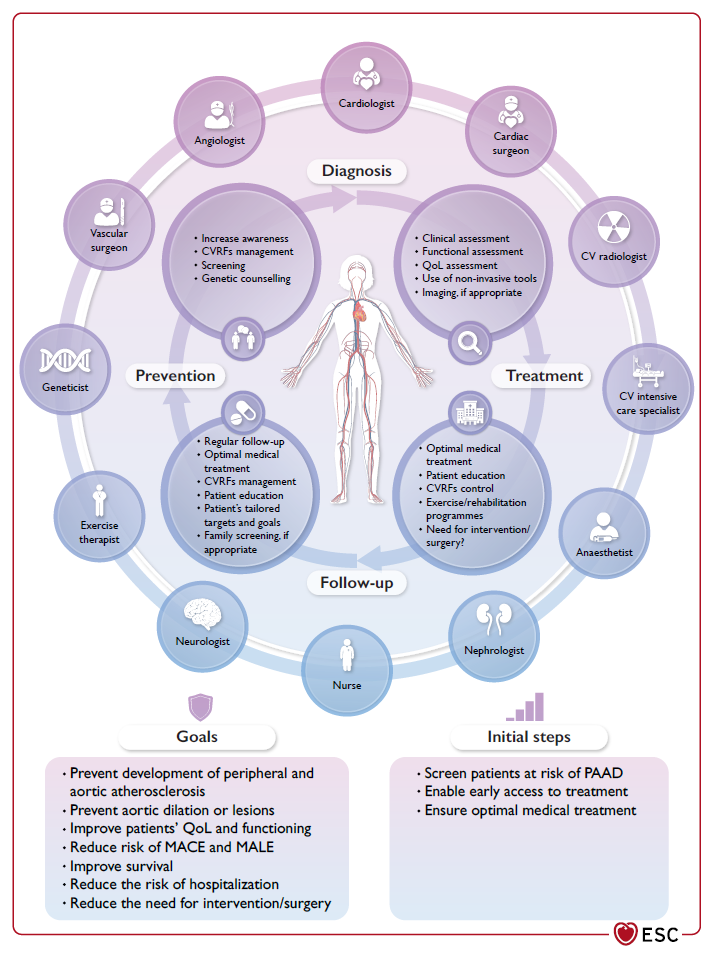 Cardiologist
Angiologist
Cardiac
surgeon
Diagnosis
Vascular
surgeon
CV radiologist
• Increase awareness
• CVRFs management
• Screening
• Genetic counselling
• Clinical assessment
• Functional assessment
• QoL assessment
• Use of non-invasive tools
• Imaging, if appropriate
Geneticist
Prevention
Treatment
CV intensive
care specialist
• Regular follow-up
• Optimal medical
treatment
• CVRFs management
• Patient education
• Patient's tailored
targets and goals
• Family screening, if
appropriate
• Optimal medical
treatment
• Patient education
• CVRFs control
• Exercise/rehabilitation
programmes
• Need for intervention/
surgery?
Exercise
therapist
Anaesthetist
Follow-up
Neurologist
Nephrologist
Nurse
Goals
• Prevent development of peripheral and
aortic atherosclerosis
• Prevent aortic dilation or lesions
• Improve patients' QoL and functioning
• Reduce risk of MACE and MALE
• Improve survival
• Reduce the risk of hospitalization
• Reduce the need for intervention/surgery
Initial steps
• Screen patients at risk of PAAD
• Enable early access to treatment
• Ensure optimal medical treatment
ESC